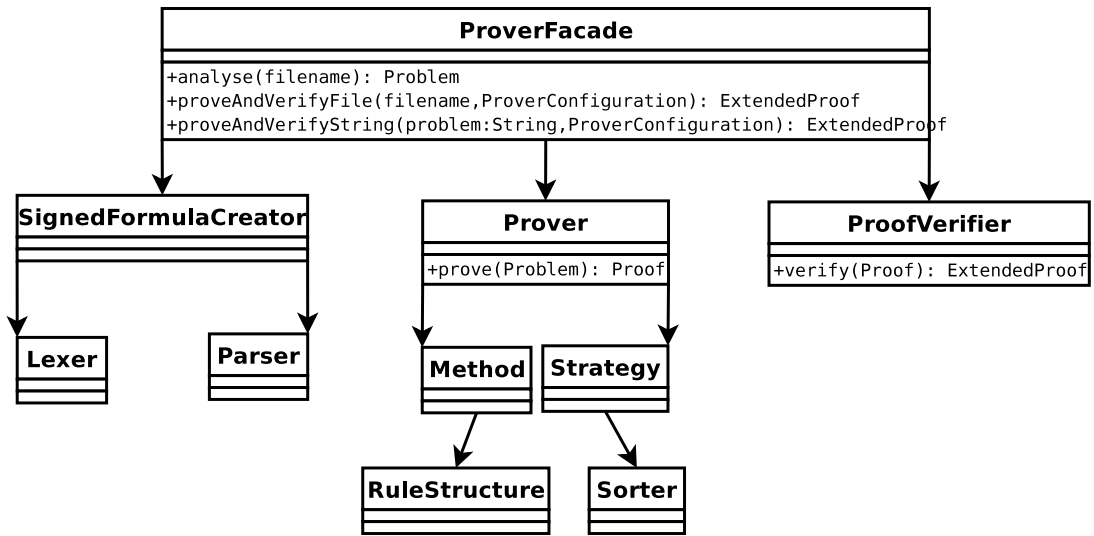 ProverFacade
+analyse(filename): Problem
+proveAndVerifyFile(filename,ProverConfiguration): ExtendedProof
+proveAndVerifyString(problem:String,ProverConfiguration): ExtendedProof
SignedFormulaCreator
Prover
+prove(Problem): Proof
ProofVerifier
+verify(Proof): ExtendedProof
Lexer
Parser
Method
Strategy
RuleStructure
Sorter